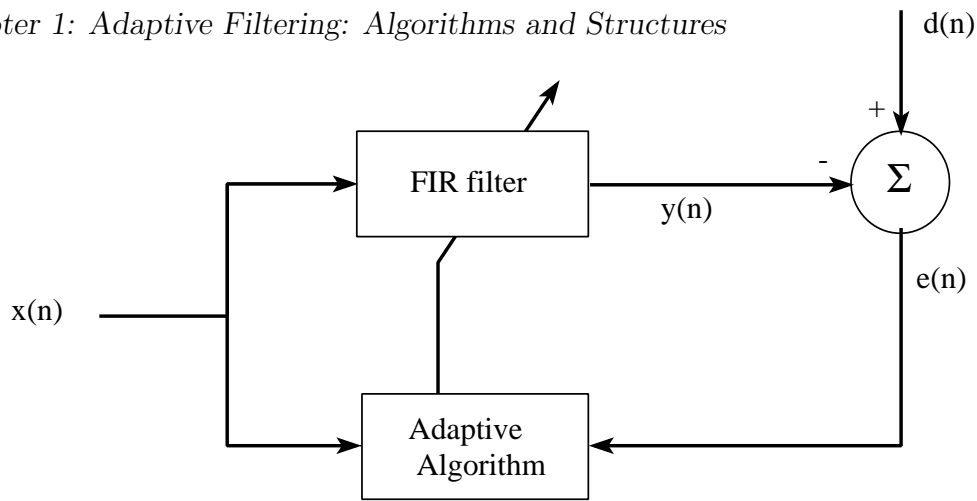 pter 1: Adaptive Filtering: Algorithms and Structures
d(n)
+
FIR filter
-
Σ
y(n)
e(n)
x(n)
Adaptive
Algorithm